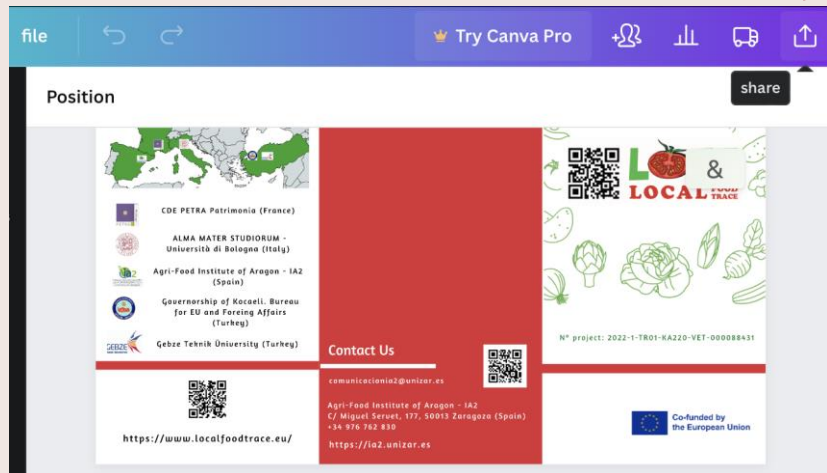 file
Try Canva Pro
share
Position
CDE PETRA Patrimonia (France)
ALMA MATER STUDIORUM -
Università di Bologna (Italy)
Agri-Food Institute of Aragon - IA2
(Spain)
Governorship of Kocaeli. Bureau
for EU and Foreing Affairs
(Turkey)
GEBZE
Gebze Teknik Üniversity (Turkey)
https://www.localfoodtrace.eu/
Contact Us
comunicacionia2@unizar.es
Agri-Food Institute of Aragon - IA2
C/ Miguel Servet, 177, 50013 Zaragoza (Spain)
+34 976 762 830
https://ia2.unizar.es
&
LOCAL FOOD
TRACE
N° project: 2022-1-TR01-KA220-VET-000088431
Co-funded by
the European Union